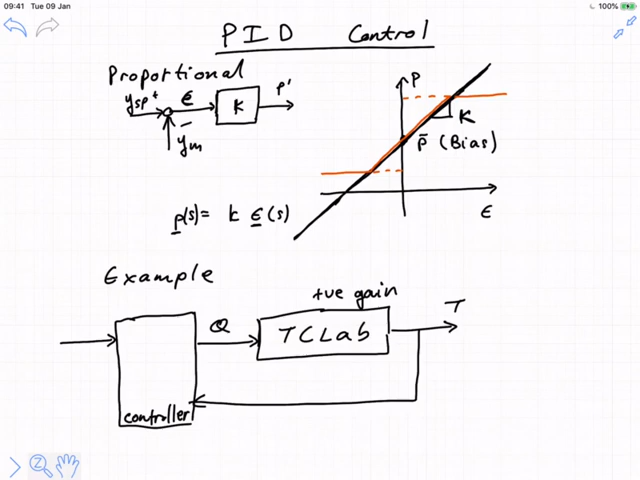 09:41 Tue 09 Jan
100%
PID Control
Proportional
ysp + ϵ K P'
−
ym
P
K
p̄ (Bias)
ϵ
p(s) = k ϵ(s)
Example
+ve gain
Q TCLab T
controller